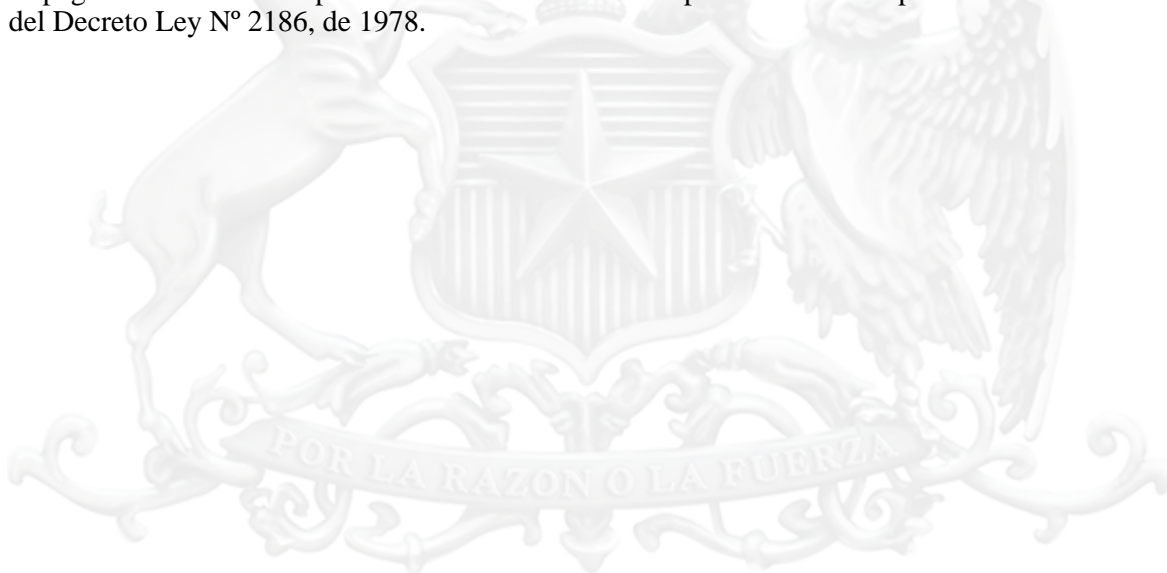 del Decreto Ley Nº 2186, de 1978.
POR LA RAZON O LA FUERZA